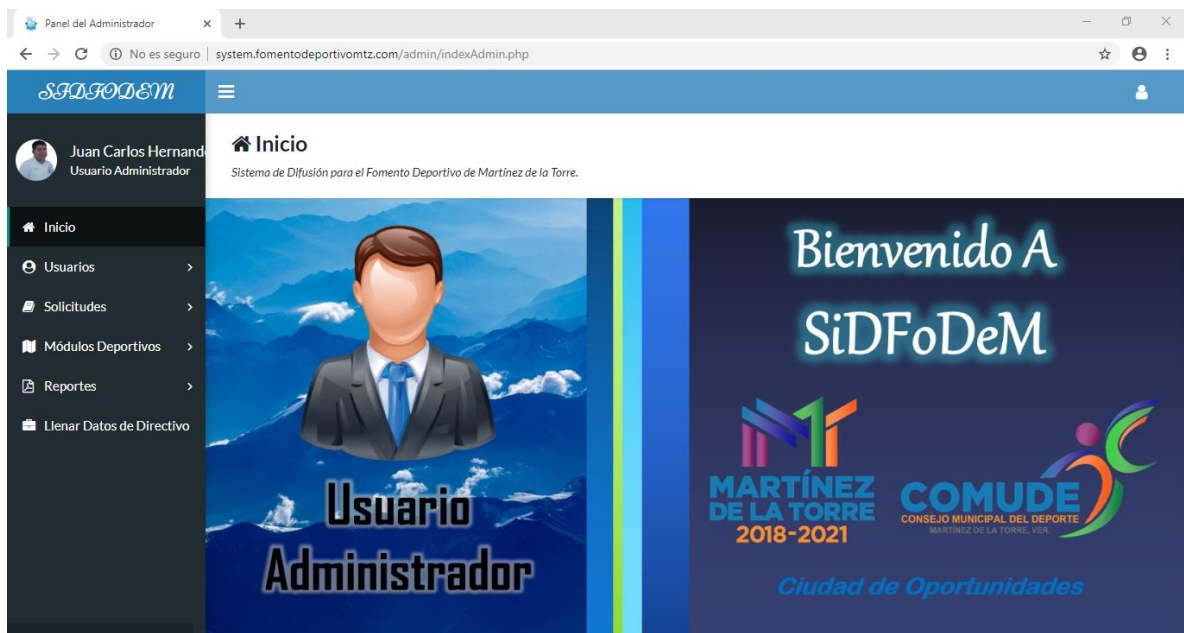 Panel del Administrador
No es seguro | system.fomentodeportivomtz.com/admin/indexAdmin.php
SIDFODEM
Juan Carlos Hernand
Usuario Administrador
Inicio
Sistema de Difusión para el Fomento Deportivo de Martínez de la Torre.
Inicio
Usuarios
Solicitudes
Módulos Deportivos
Reportes
Llenar Datos de Directivo
Usuario
Administrador
Bienvenido A
SiDFoDeM
MARTÍNEZ
DE LA TORRE
2018-2021
COMUDE
CONSEJO MUNICIPAL DEL DEPORTE
MARTÍNEZ DE LA TORRE, VER.
Ciudad de Oportunidades